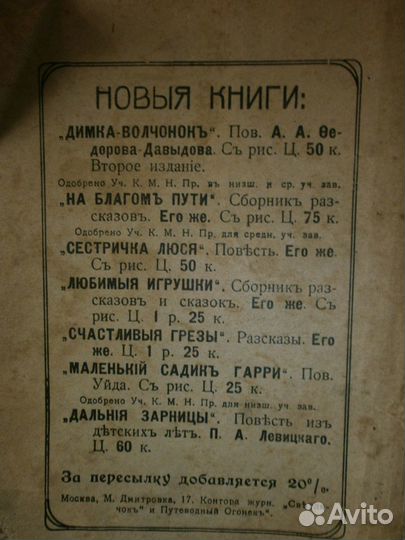 НОВЫЯ КНИГИ:
„ДИМКА-ВОЛЧОНОКЪ“. Пов. А. А. Ѳе-
дорова-Давыдова. Съ рис. Ц. 50 к.
Второе изданіе.
Одобрено Уч. К. М. Н. Пр. въ низш. и ср. уч. зав.
„НА БЛАГОМЪ ПУТИ“. Сборникъ раз-
сказовъ. Его же. Съ рис. Ц. 75 к.
Одобрено Уч. К. М. Н. Пр. для средн. уч. зав.
„СЕСТРИЧКА ЛЮСЯ“. Повѣсть. Его же.
Съ рис. Ц. 50 к.
„ЛЮБИМЫЯ ИГРУШКИ“. Сборникъ раз-
сказовъ и сказокъ. Его же. Съ
рис. Ц. 1 р. 25 к.
„СЧАСТЛИВЫЯ ГРЕЗЫ“. Разсказы. Его
же. Ц. 1 р. 25 к.
„МАЛЕНЬКІЙ САДИКЪ ГАРРИ“. Пов.
Уйда. Съ рис. Ц. 25 к.
Одобрено Уч. К. М. Н. Пр. для низш. уч. зав.
„ДАЛЬНІЯ ЗАРНИЦЫ“. Повѣсть изъ
дѣтскихъ лѣтъ. П. А. Левицкаго.
Ц. 60 к.
За пересылку добавляется 20%.
Москва, М. Дмитровка, 17. Контора журн.
чокъ“ и Путеводный Огонекъ“.
Avito